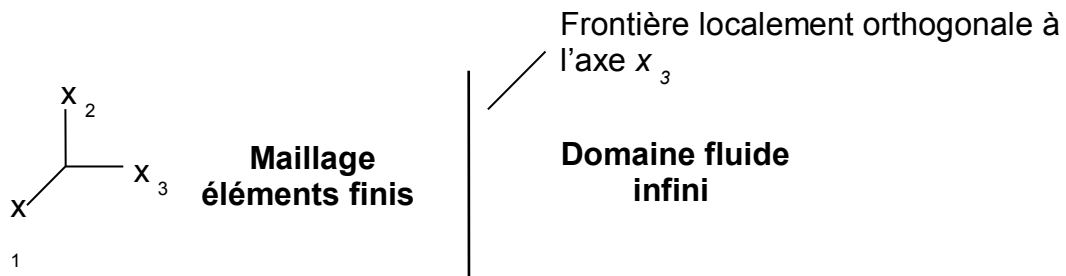 Frontière localement orthogonale à
l'axe x 3
x 2
Maillage
éléments finis
x 3
Domaine fluide
infini
x
1